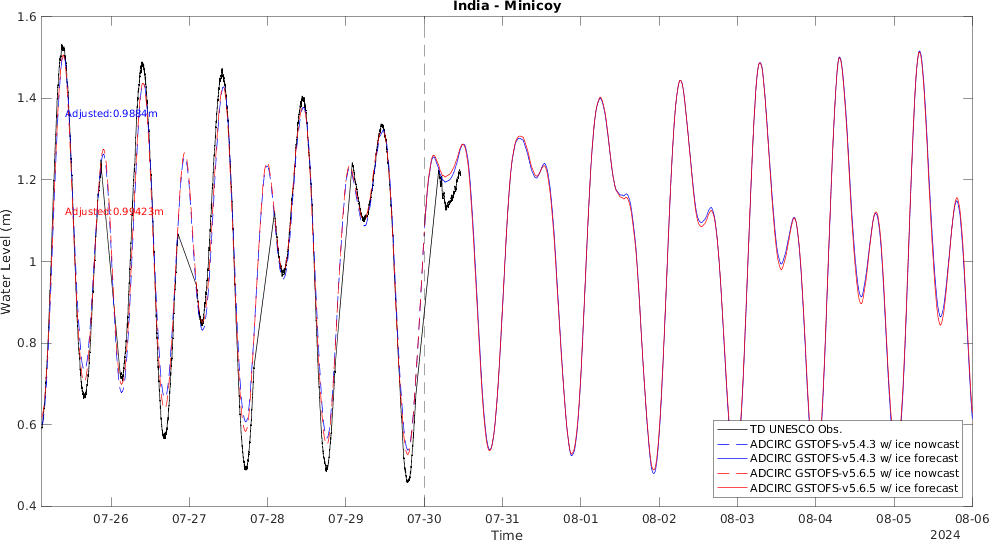 India - Minicoy
1.6
1.4
1.2
1
0.8
0.6
0.4
Water Level (m)
Adjusted:0.9884m
Adjusted:0.99423m
TD UNESCO Obs.
ADCIRC GSTOFS-v5.4.3 w/ ice nowcast
ADCIRC GSTOFS-v5.4.3 w/ ice forecast
ADCIRC GSTOFS-v5.6.5 w/ ice nowcast
ADCIRC GSTOFS-v5.6.5 w/ ice forecast
07-26 07-27 07-28 07-29 07-30 07-31 08-01 08-02 08-03 08-04 08-05 08-06
Time
2024